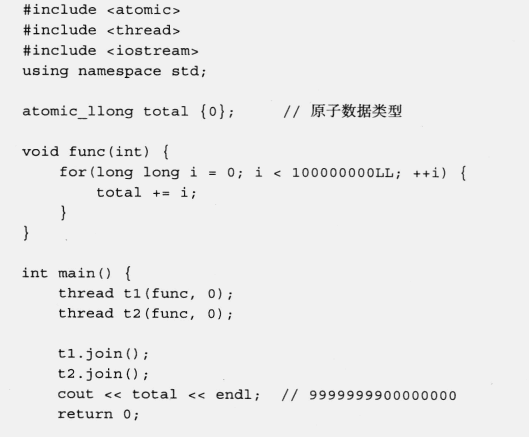 #include <atomic>
#include <thread>
#include <iostream>
using namespace std;
atomic_llong total {0};     // 原子数据类型
void func(int) {
    for(long long i = 0; i < 100000000LL; ++i) {
        total += i;
    }
}
int main() {
    thread t1(func, 0);
    thread t2(func, 0);
    t1.join();
    t2.join();
    cout << total << endl;  // 9999999900000000
    return 0;